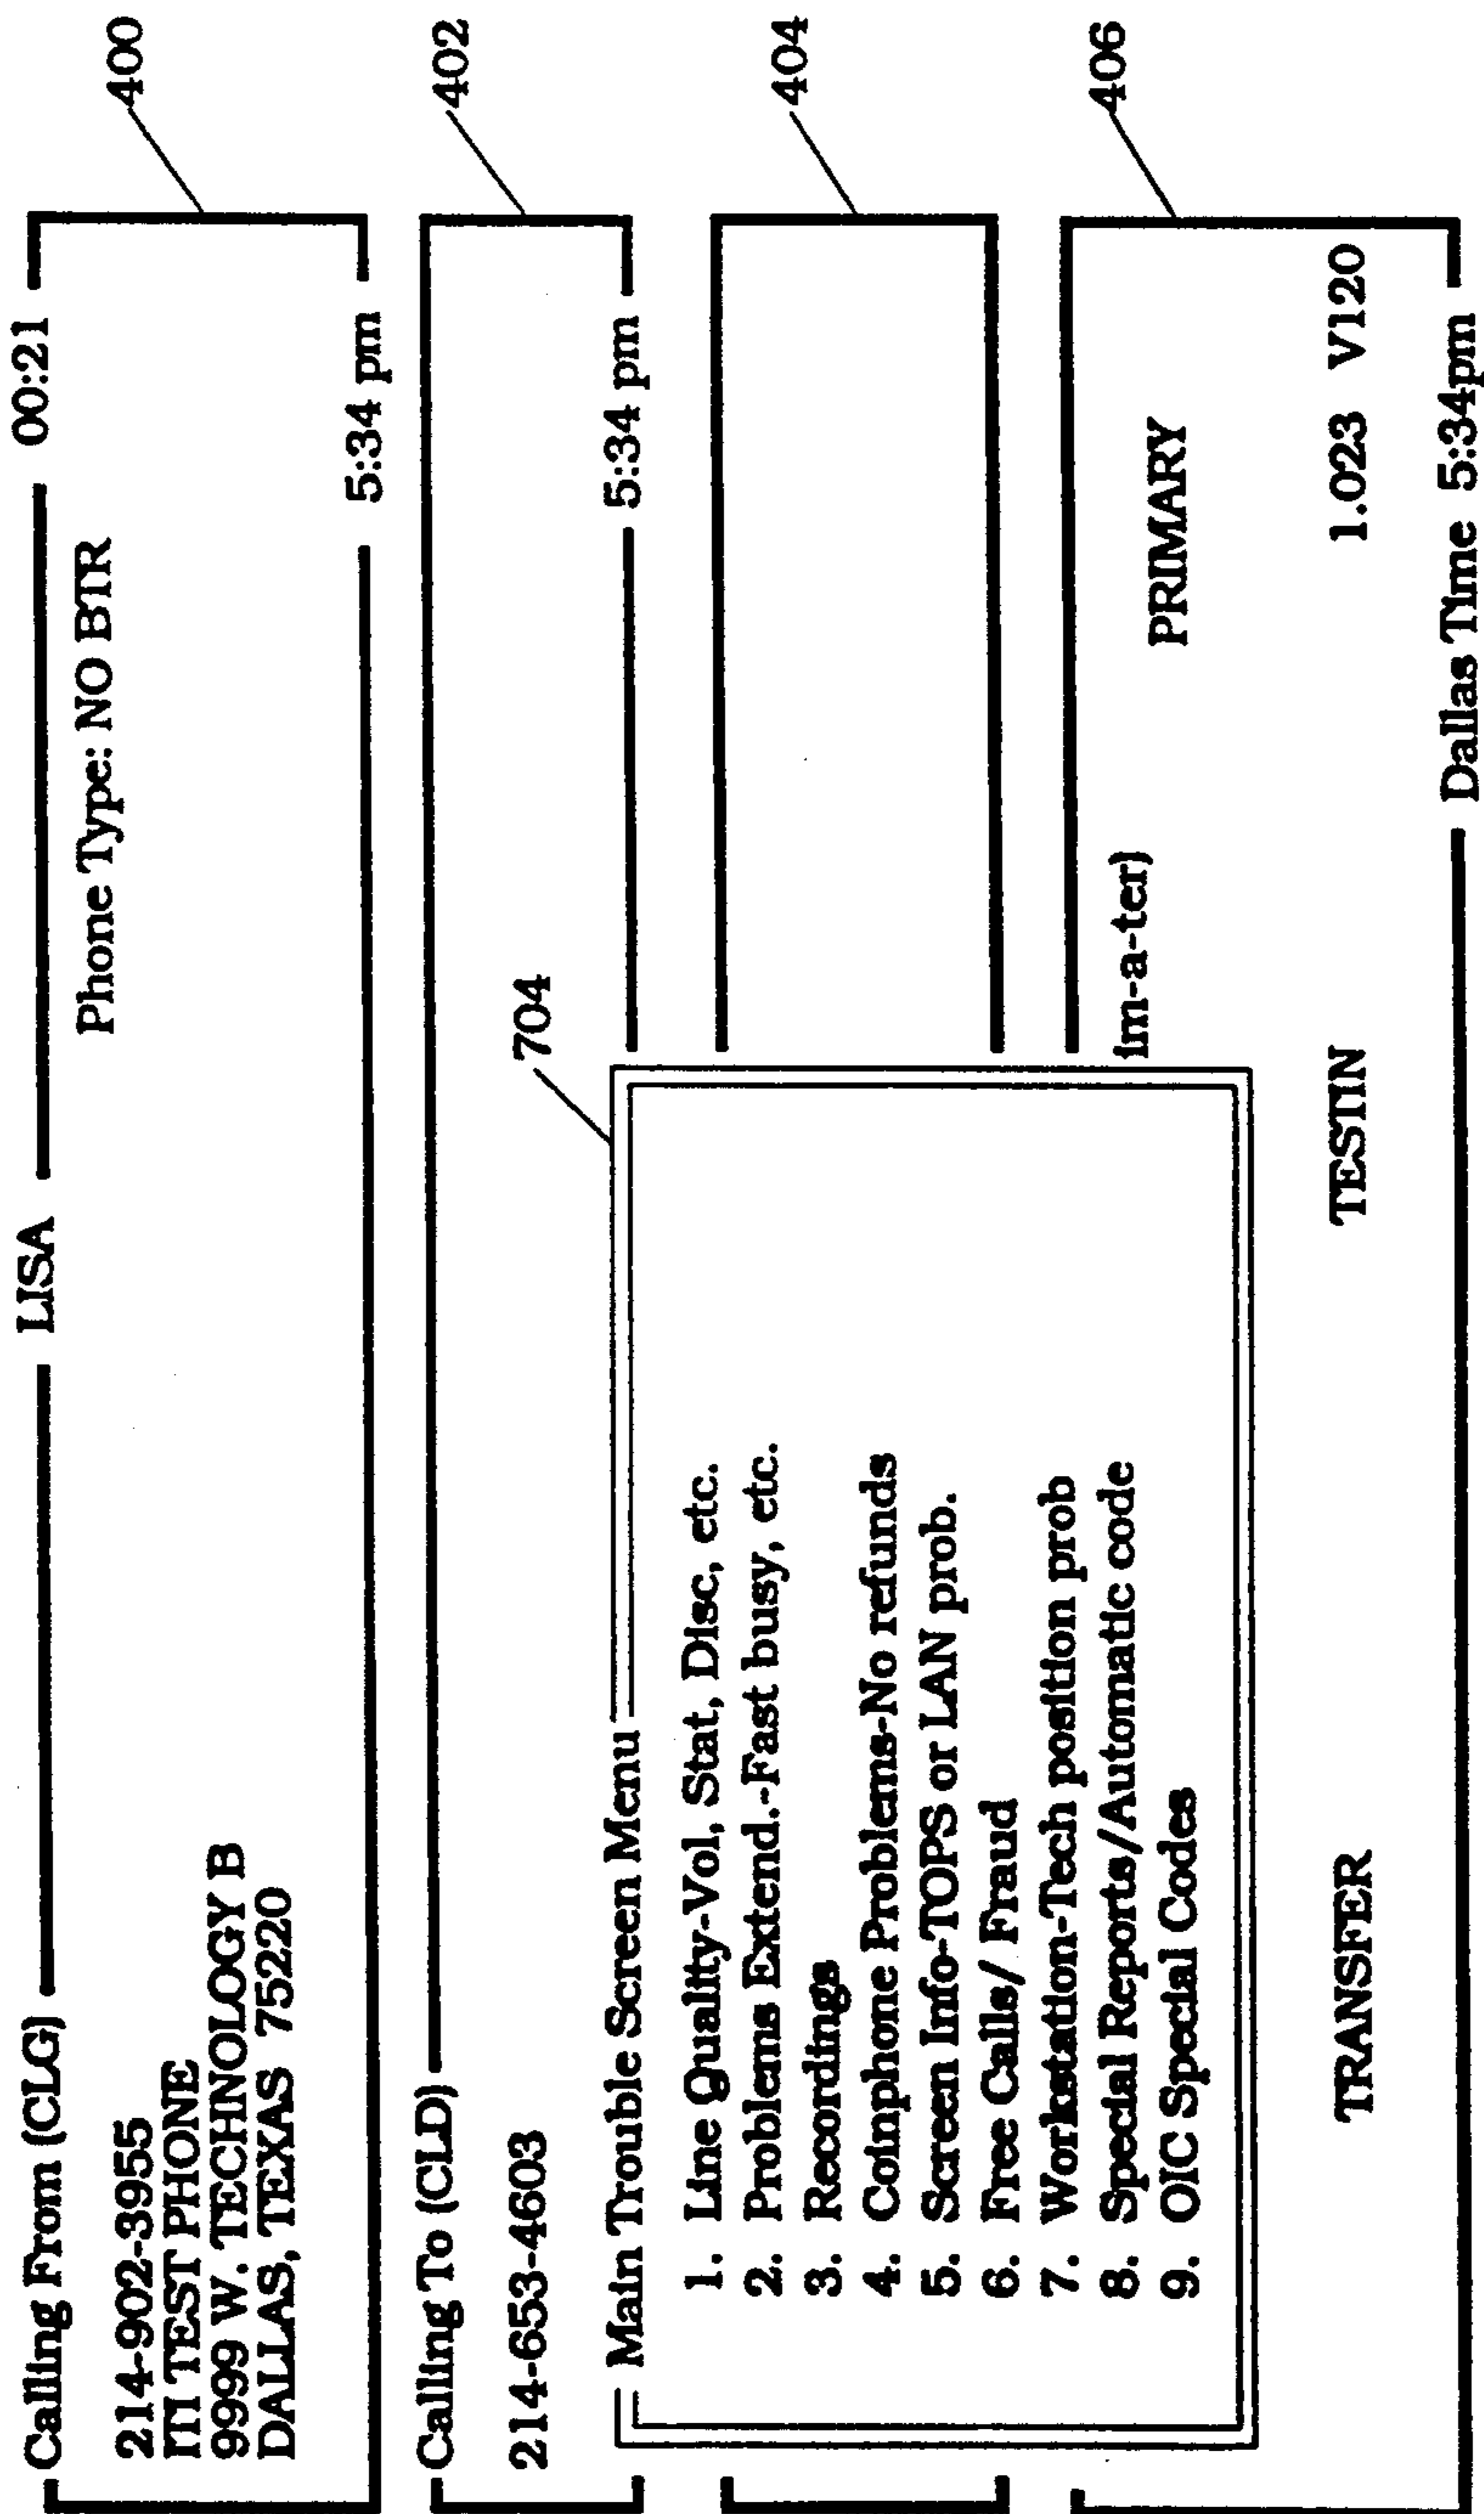 Calling From (CLG) LISA 00:21
214-902-3955 Phone Type: NO BTR
ITI TEST PHONE
9999 W. TECHNOLOGY B
DALLAS, TEXAS 75220
5:34 pm
400
Calling To (CLD)
214-653-4603
5:34 pm
402
704
Main Trouble Screen Menu
1. Line Quality-Vol, Stat, Disc, etc.
2. Problems Extend.-Fast busy, etc.
3. Recordings
4. Coinphone Problems-No refunds
5. Screen Info-TOPS or LAN prob.
6. Free Calls/ Fraud
7. Workstation-Tech position prob
8. Special Reports/Automatic code
9. OIC Special Codes
404
im-a-ter)
PRIMARY
406
TRANSFER TESTIN 1.023 V120
Dallas Time 5:34pm